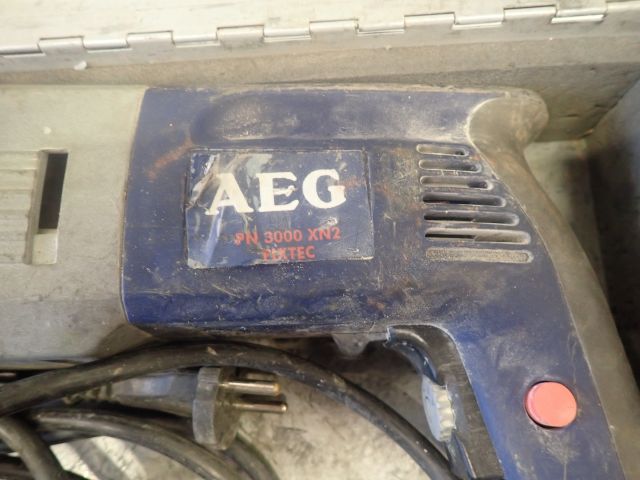 AEG
PN 3000 XN2
FIXTEC